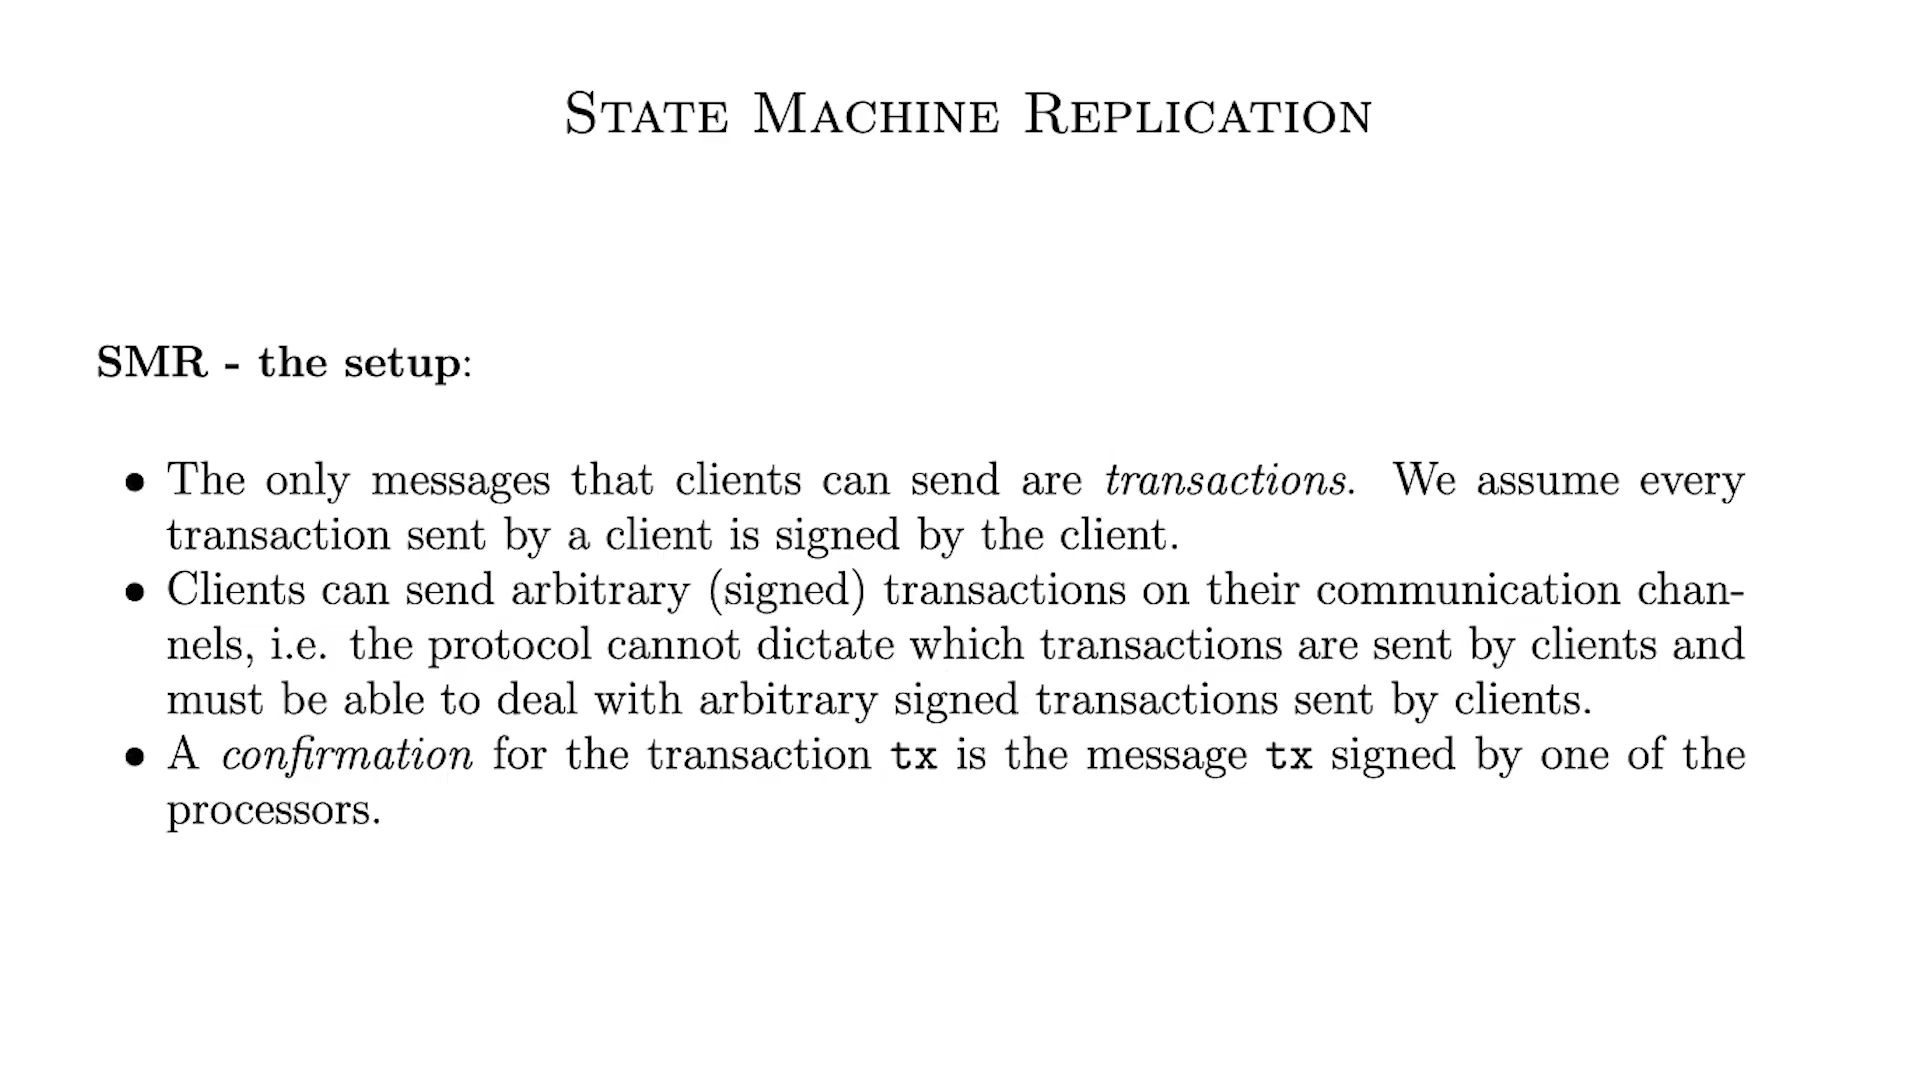 State Machine Replication
SMR - the setup:
• The only messages that clients can send are transactions. We assume every
transaction sent by a client is signed by the client.
• Clients can send arbitrary (signed) transactions on their communication chan-
nels, i.e. the protocol cannot dictate which transactions are sent by clients and
must be able to deal with arbitrary signed transactions sent by clients.
• A confirmation for the transaction tx is the message tx signed by one of the
processors.